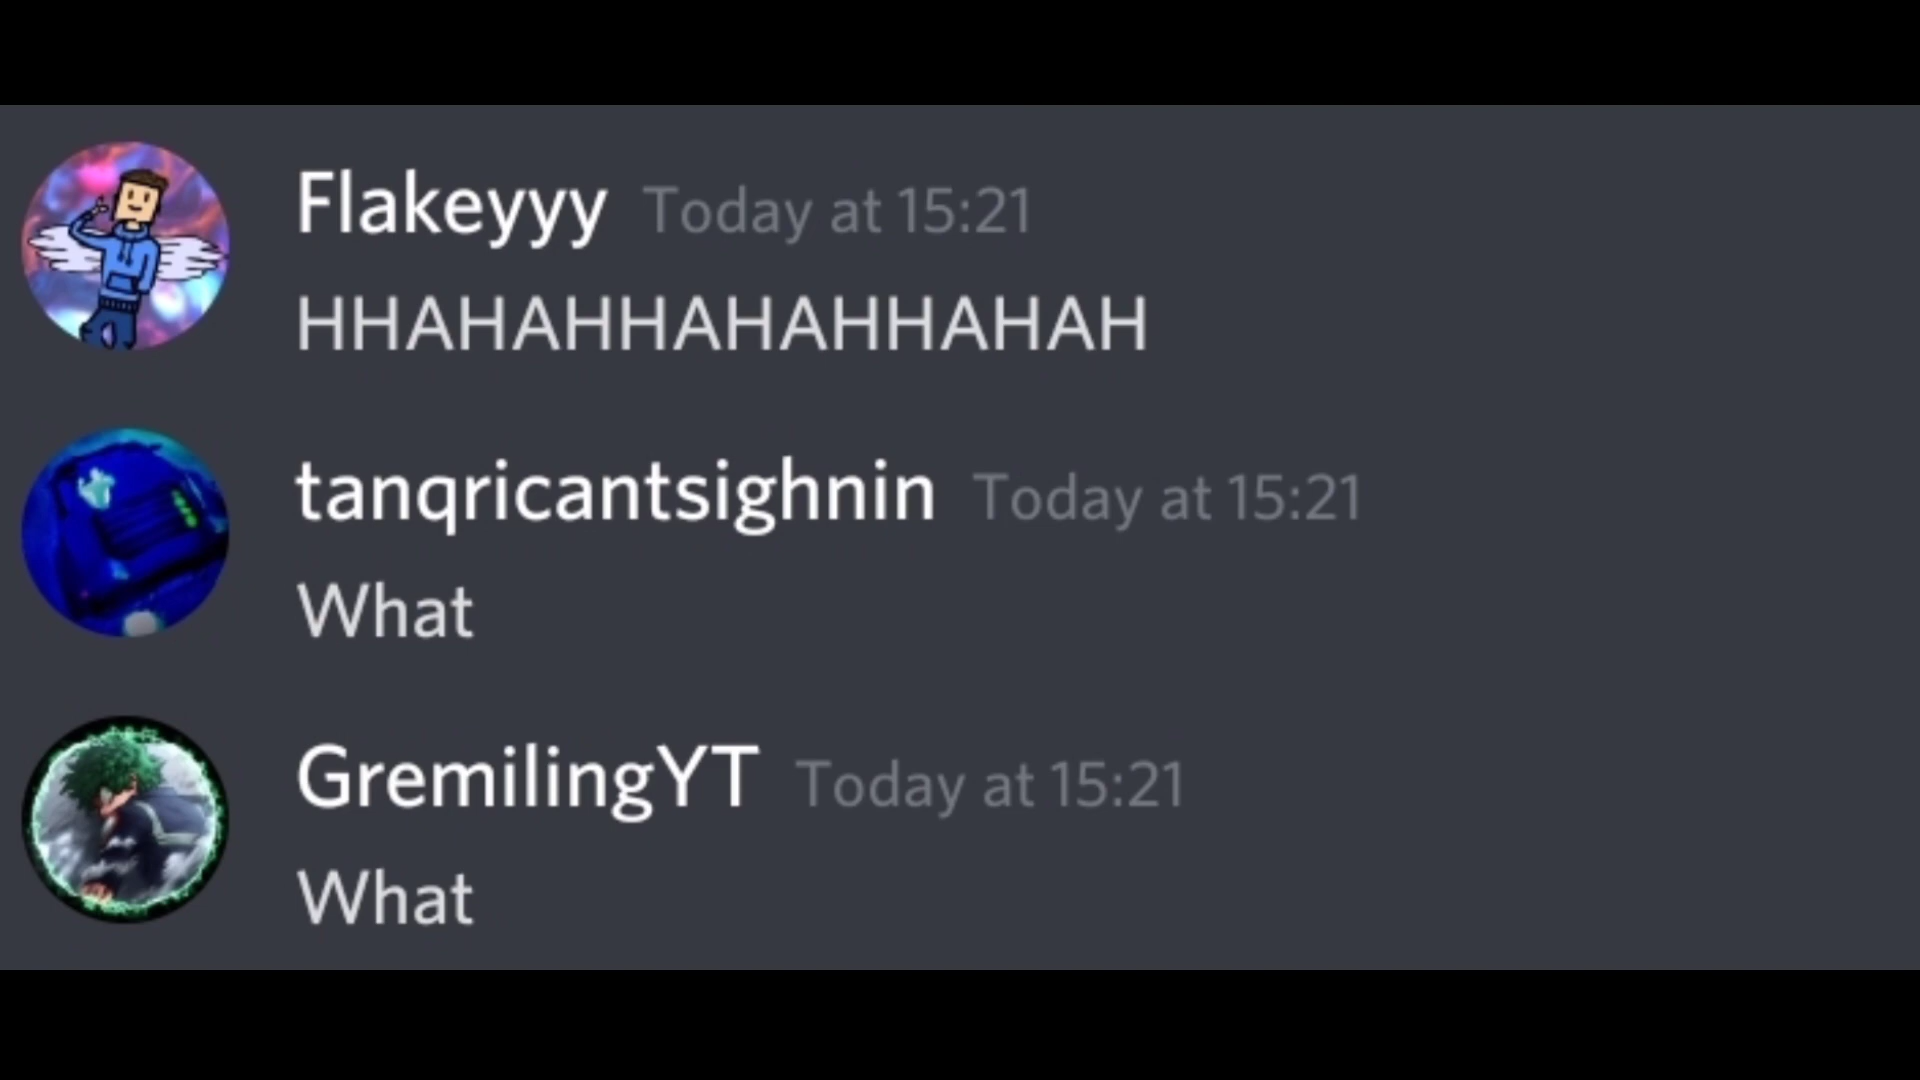 Flakeyyy Today at 15:21
HHAHAHHAHAHHAHAH
tanqricantsighnin Today at 15:21
What
GremilingYT Today at 15:21
What